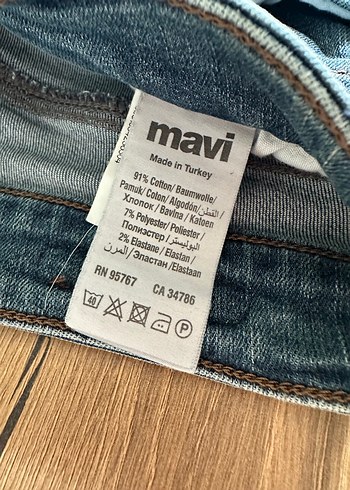 mavi
Made in Turkey
91% Cotton/ Baumwolle/
Pamuk/ Coton/ Algodón/ القطن/
Хлопок / Bavlna / Katoen
7% Polyester/ Poliester /
Полиэстер/ البوليستر/
2% Elastane / Elastan /
Elastaan / Эластан / المرن
RN 95767 CA 34786
40 P